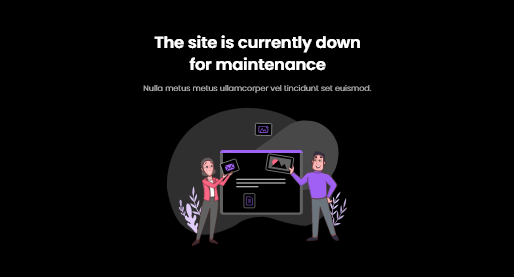 The site is currently down
for maintenance
Nulla metus metus ullamcorper vel tincidunt set euismod.